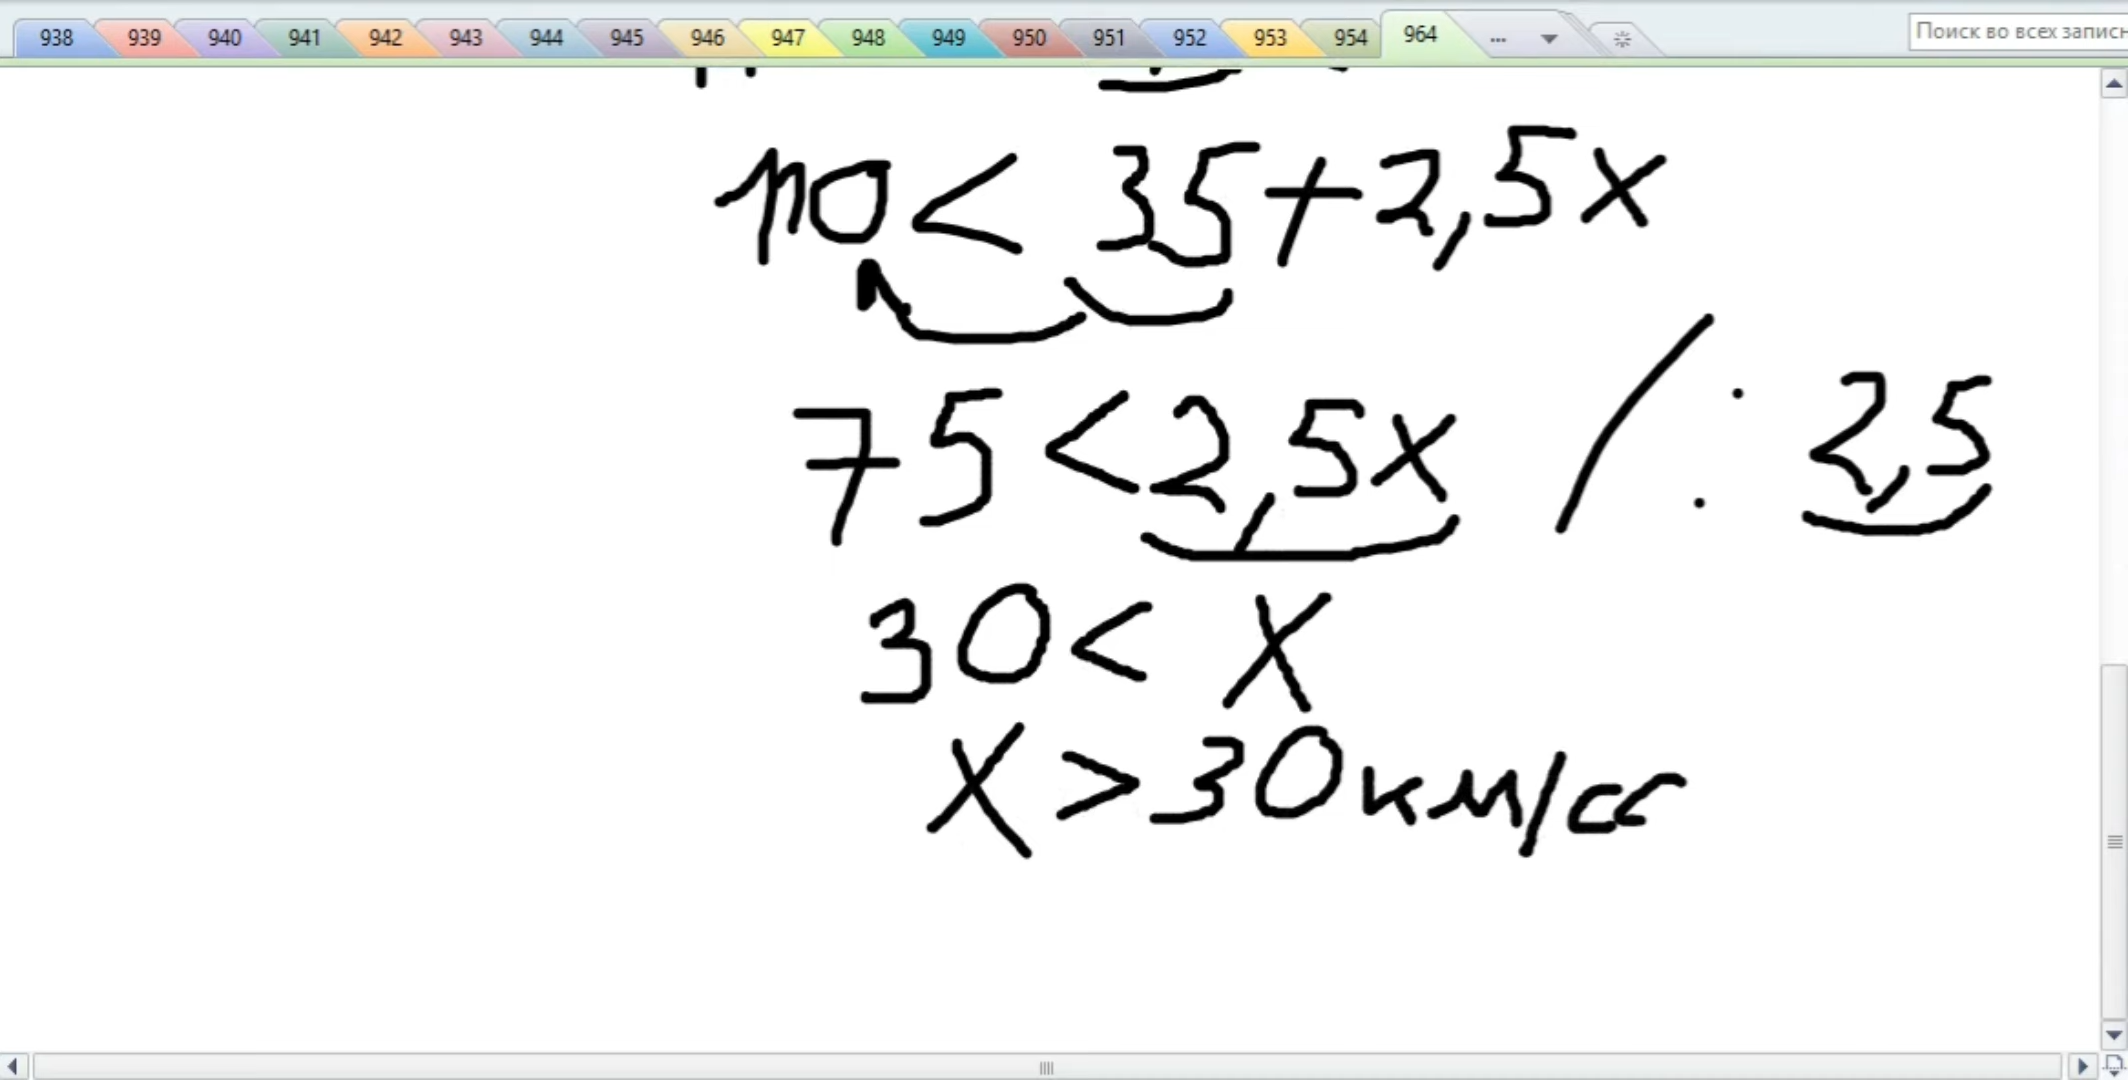 938 939 940 941 942 943 944 945 946 947 948 949 950 951 952 953 954 964 ...
Поиск во всех запис
110 < 35 + 2,5x
75 < 2,5x / : 2,5
30 < x
x > 30 км/